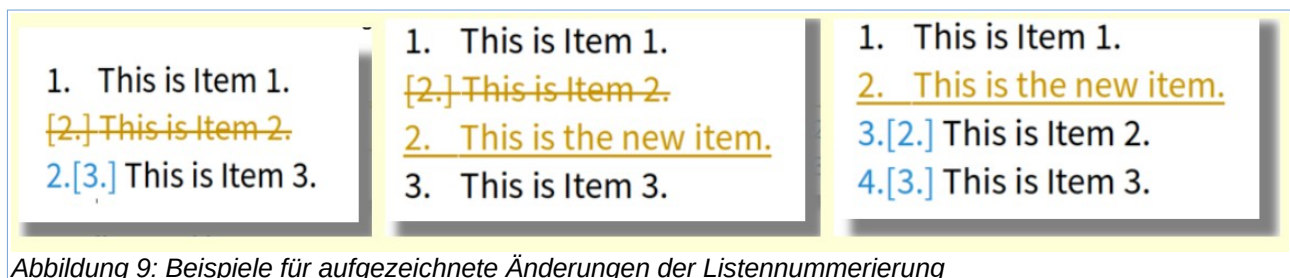 1. This is Item 1.
[2.] This is Item 2.
2.[3.] This is Item 3.
1. This is Item 1.
[2.] This is Item 2.
2. This is the new item.
3. This is Item 3.
1. This is Item 1.
2. This is the new item.
3.[2.] This is Item 2.
4.[3.] This is Item 3.
Abbildung 9: Beispiele für aufgezeichnete Änderungen der Listennummerierung